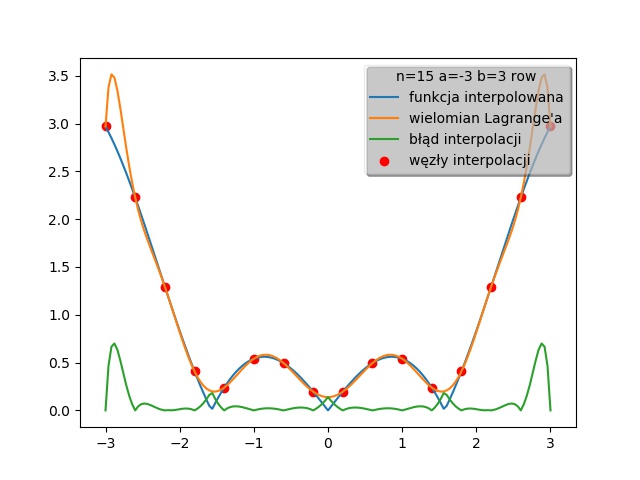 n=15 a=-3 b=3 row
funkcja interpolowana
wielomian Lagrange'a
błąd interpolacji
węzły interpolacji
3.5
3.0
2.5
2.0
1.5
1.0
0.5
0.0
−3 −2 −1 0 1 2 3